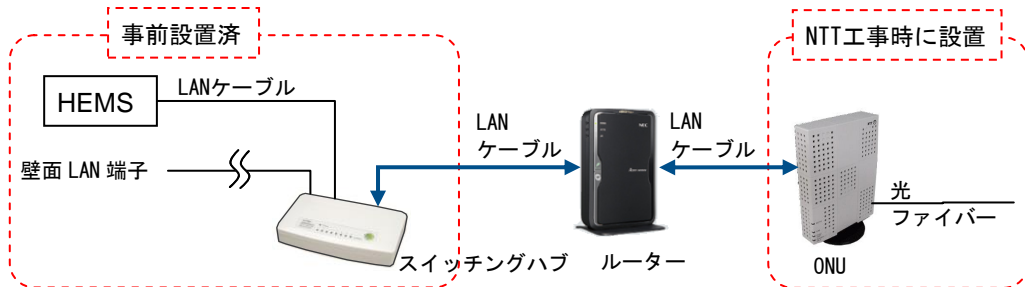 事前設置済
NTT工事時に設置
HEMS
LANケーブル
壁面 LAN 端子
LAN
ケーブル
LAN
ケーブル
NEC
光
ファイバー
スイッチングハブ
ルーター
ONU